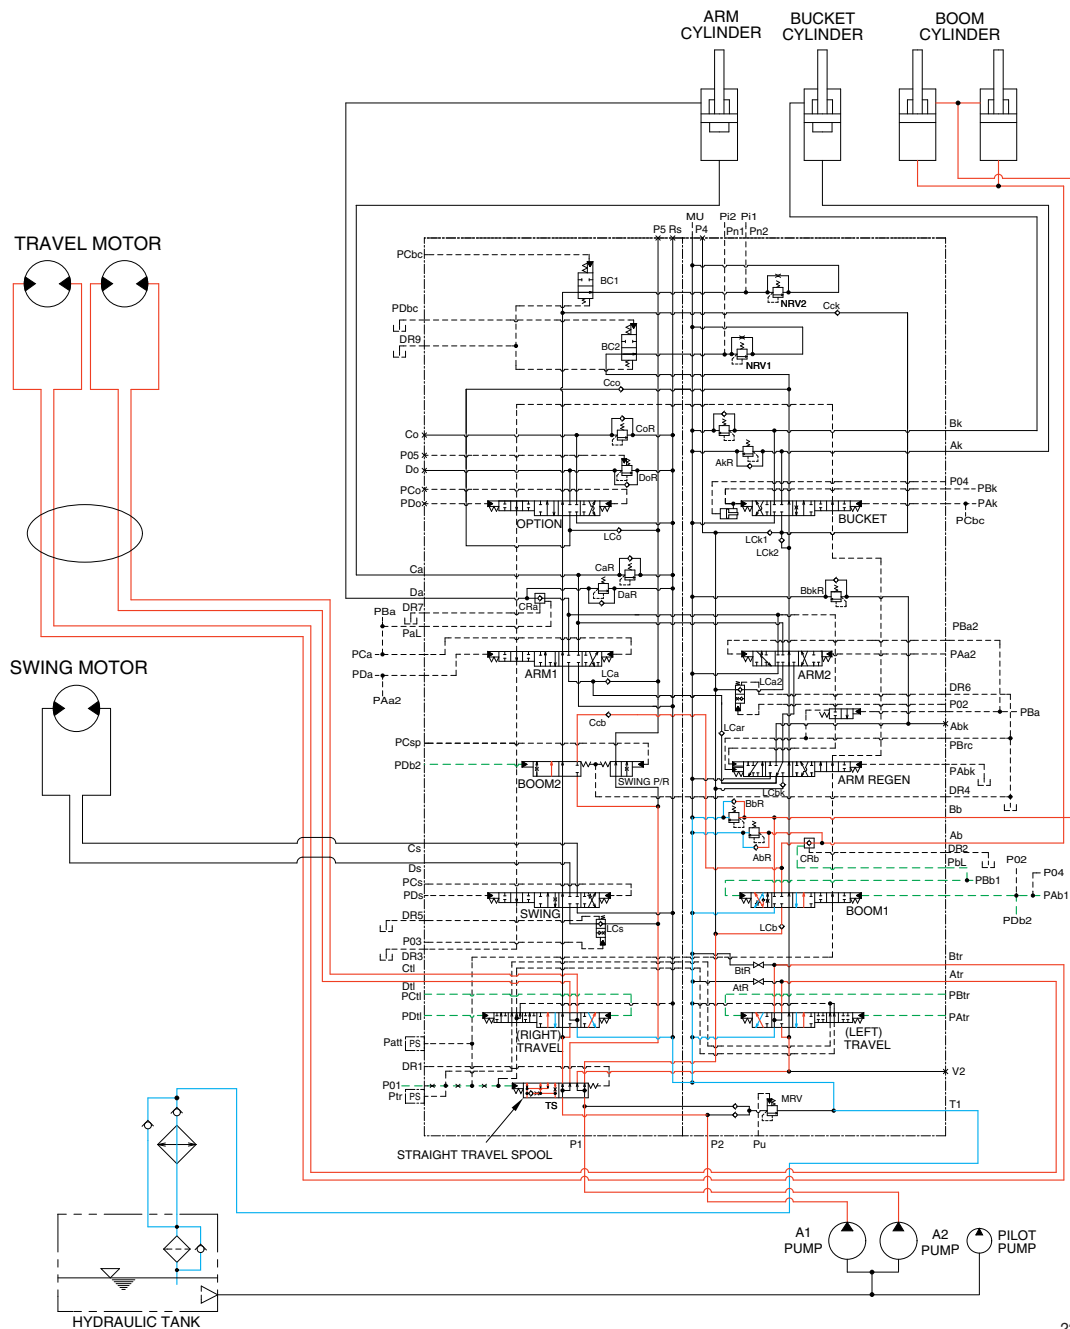 ARM
CYLINDER
BUCKET
CYLINDER
BOOM
CYLINDER
TRAVEL MOTOR
SWING MOTOR
P5 Rs
MU
P4
Pi2 Pi1
Pn1 Pn2
PCbc
BC1
NRV2
Cck
PDbc
DR9
BC2
NRV1
Cco
Co
CoR
Bk
P05
Ak
Do
DoR
AkR
PCo
P04
PBk
PDo
PAk
PCbc
OPTION
BUCKET
LCo
LCk1
LCk2
Ca
CaR
DaR
BbkR
Da
CRa
DR7
PBa
PaL
PBa2
PCa
PAa2
PDa
ARM1
LCa
LCa2
ARM2
PAa2
DR6
P02
PBa
Ccb
LCar
Abk
PCsp
PBrc
PDb2
PAbk
BOOM2
SWING P/R
ARM REGEN
LCbk
DR4
BbR
Bb
AbR
CRb
Ab
DR2
PbL
P02
P04
PBb1
PAb1
PDb2
Cs
Ds
PCs
PDs
SWING
BOOM1
DR5
LCs
LCb
P03
DR3
Ctl
Btr
BtR
Atr
AtR
Dtl
PCtl
PBtr
PDtl
PAtr
(RIGHT)
TRAVEL
(LEFT)
TRAVEL
Patt
PS
DR1
P01
Ptr
PS
V2
TS
MRV
T1
P1
P2
Pu
STRAIGHT TRAVEL SPOOL
A1
PUMP
A2
PUMP
PILOT
PUMP
HYDRAULIC TANK